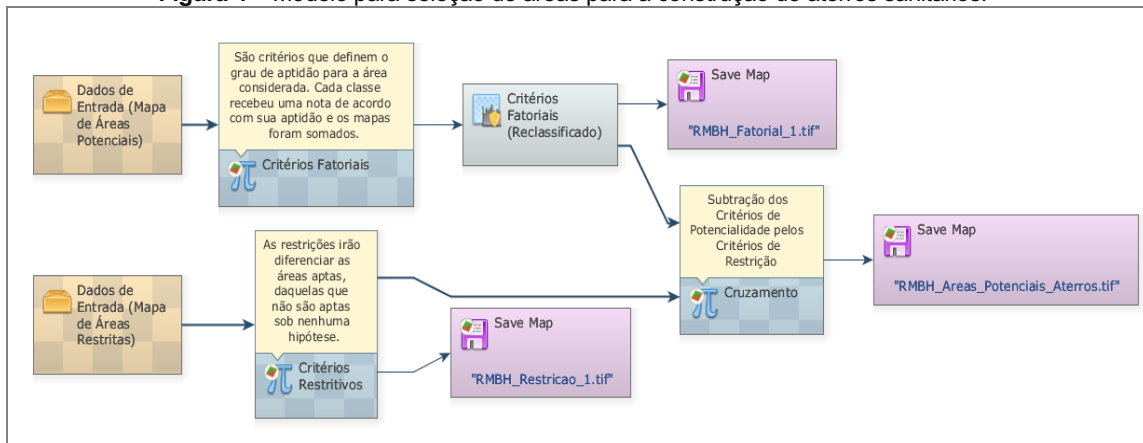 Figura 1 – Modelo para seleção de áreas para a construção de aterros sanitários.
Dados de
Entrada (Mapa
de Áreas
Potenciais)
São critérios que definem o
grau de aptidão para a área
considerada. Cada classe
recebeu uma nota de acordo
com sua aptidão e os mapas
foram somados.
Critérios Fatoriais
Critérios
Fatoriais
(Reclassificado)
Save Map
"RMBH_Fatorial_1.tif"
Subtração dos
Critérios de
Potencialidade pelos
Critérios de
Restrição
Cruzamento
Save Map
"RMBH_Areas_Potenciais_Aterros.tif"
Dados de
Entrada (Mapa
de Áreas
Restritas)
As restrições irão
diferenciar as
áreas aptas,
daquelas que
não são aptas
sob nenhuma
hipótese.
Critérios
Restritivos
Save Map
"RMBH_Restricao_1.tif"